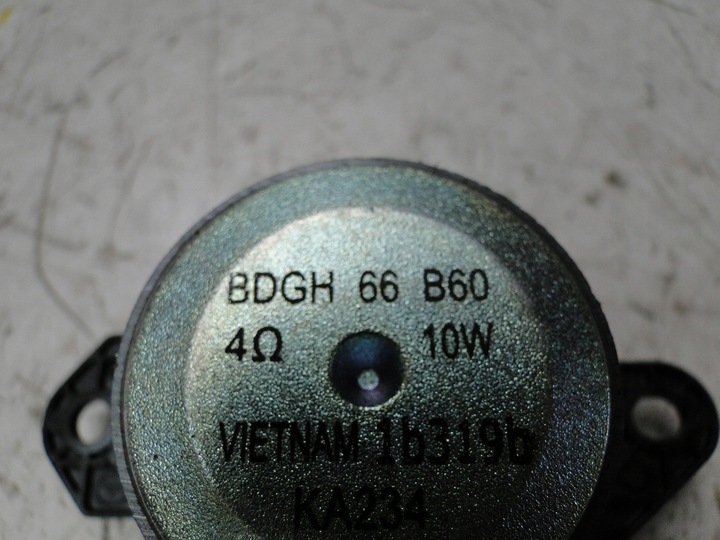 BDGH 66 B60
4Ω 10W
VIETNAM 1b319b
KA234